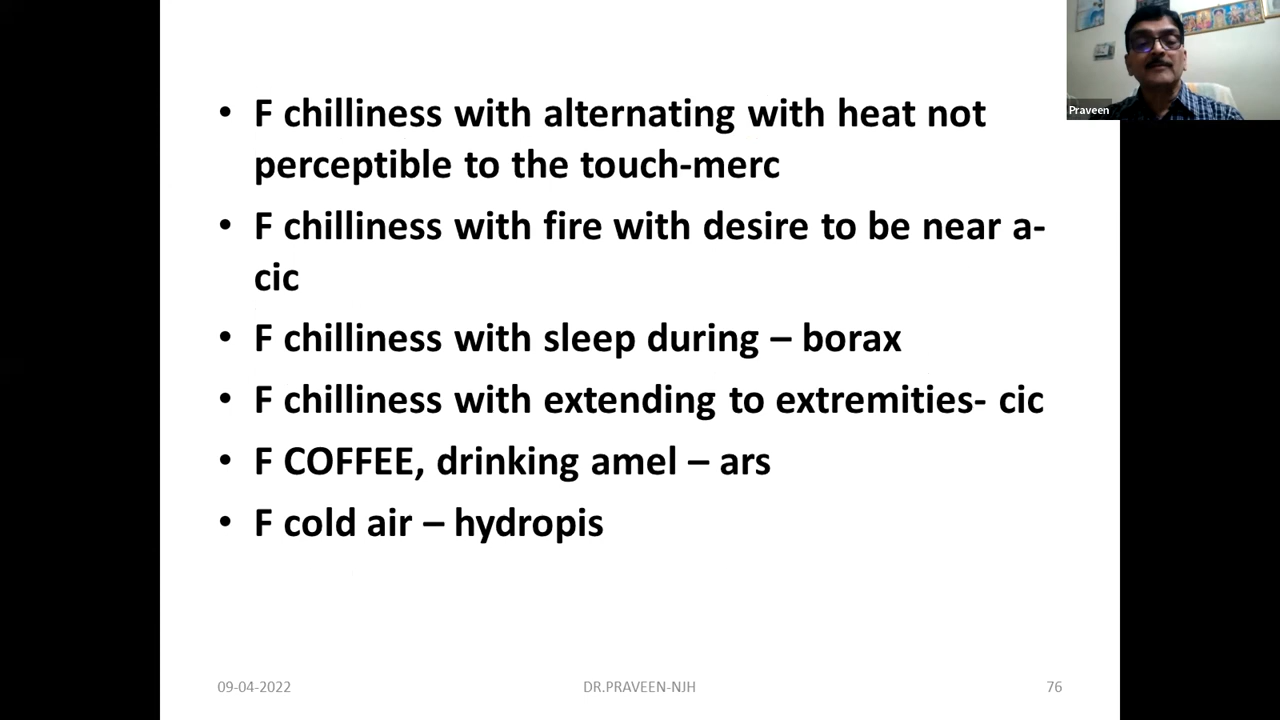 • F chilliness with alternating with heat not
perceptible to the touch-merc
• F chilliness with fire with desire to be near a-
cic
• F chilliness with sleep during – borax
• F chilliness with extending to extremities- cic
• F COFFEE, drinking amel – ars
• F cold air – hydropis
Praveen
09-04-2022
DR.PRAVEEN-NJH
76